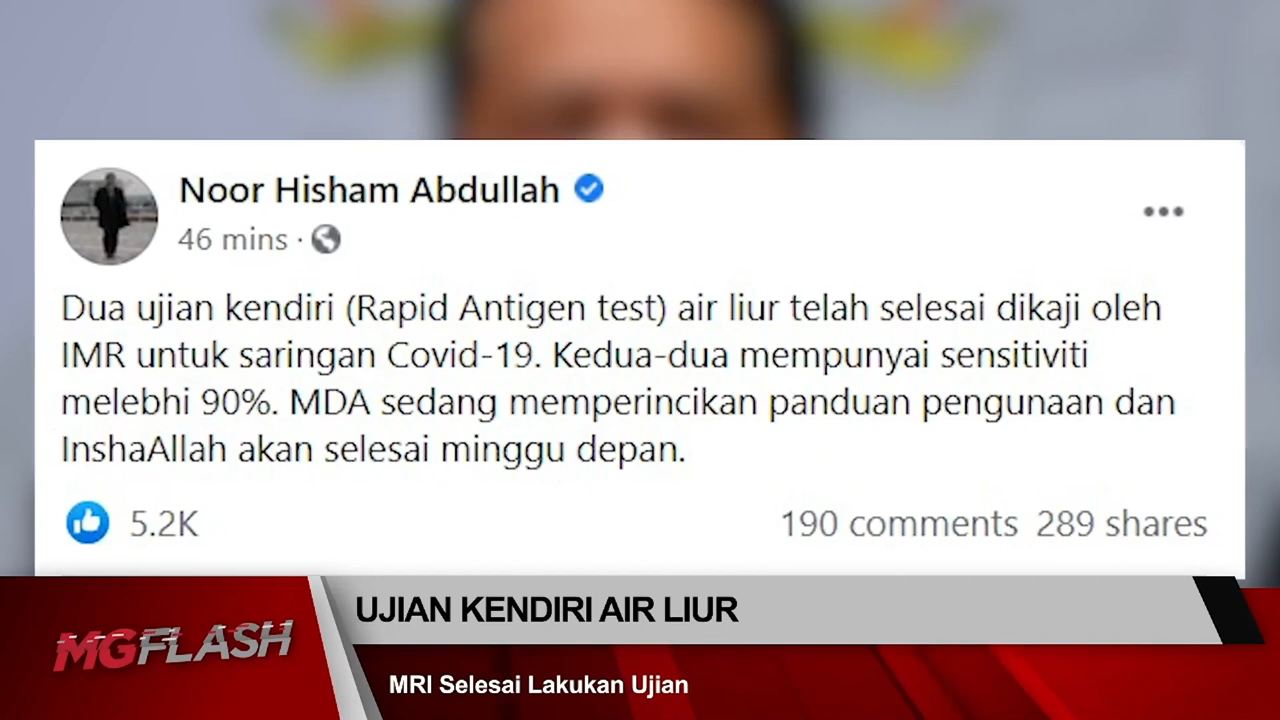 Noor Hisham Abdullah
46 mins ·
Dua ujian kendiri (Rapid Antigen test) air liur telah selesai dikaji oleh
IMR untuk saringan Covid-19. Kedua-dua mempunyai sensitiviti
melebhi 90%. MDA sedang memperincikan panduan pengunaan dan
InshaAllah akan selesai minggu depan.
5.2K
190 comments 289 shares
UJIAN KENDIRI AIR LIUR
MGFLASH
MRI Selesai Lakukan Ujian